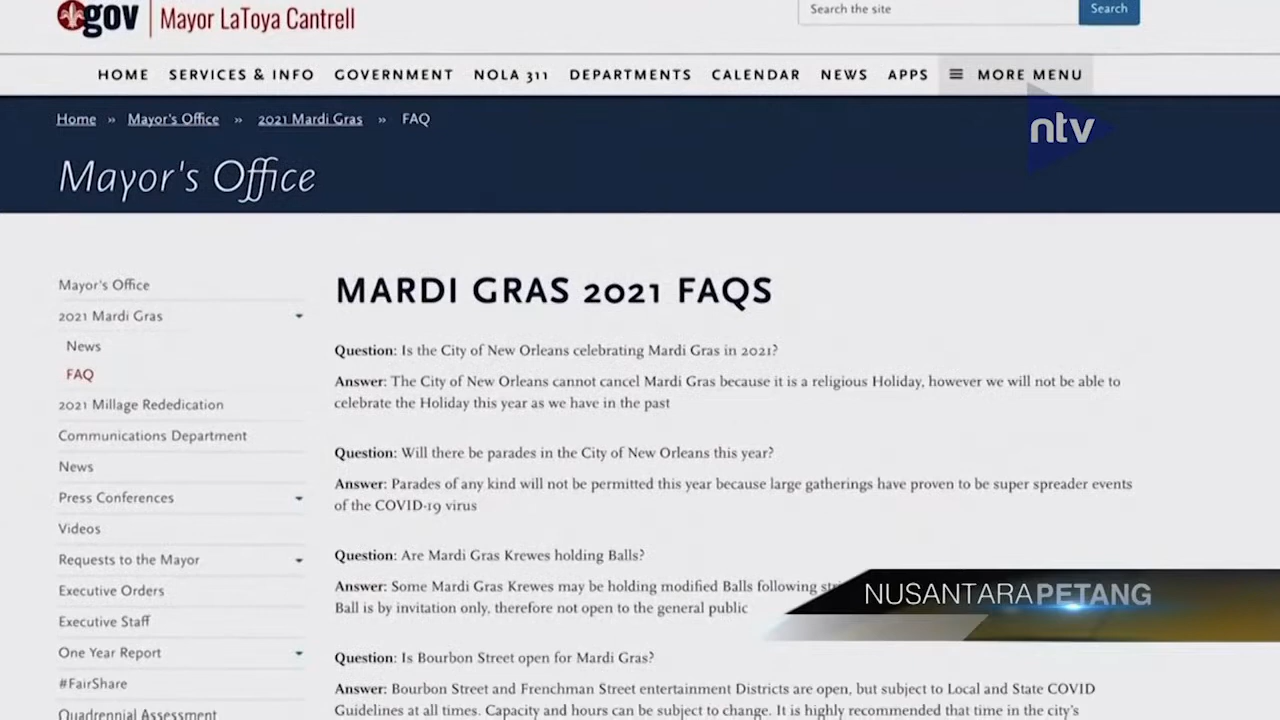 gov Mayor LaToya Cantrell
Search the site
Search
HOME SERVICES & INFO GOVERNMENT NOLA 311 DEPARTMENTS CALENDAR NEWS APPS MORE MENU
Home » Mayor's Office » 2021 Mardi Gras » FAQ
ntv
Mayor's Office
Mayor's Office
2021 Mardi Gras
News
FAQ
2021 Millage Rededication
Communications Department
News
Press Conferences
Videos
Requests to the Mayor
Executive Orders
Executive Staff
One Year Report
#FairShare
Quadrennial Assessment
MARDI GRAS 2021 FAQS
Question: Is the City of New Orleans celebrating Mardi Gras in 2021?
Answer: The City of New Orleans cannot cancel Mardi Gras because it is a religious Holiday, however we will not be able to
celebrate the Holiday this year as we have in the past
Question: Will there be parades in the City of New Orleans this year?
Answer: Parades of any kind will not be permitted this year because large gatherings have proven to be super spreader events
of the COVID-19 virus
Question: Are Mardi Gras Krewes holding Balls?
Answer: Some Mardi Gras Krewes may be holding modified Balls following
Ball is by invitation only, therefore not open to the general public
Question: Is Bourbon Street open for Mardi Gras?
Answer: Bourbon Street and Frenchman Street entertainment Districts are open, but subject to Local and State COVID
Guidelines at all times. Capacity and hours can be subject to change. It is highly recommended that time in the city's
NUSANTARA PETANG